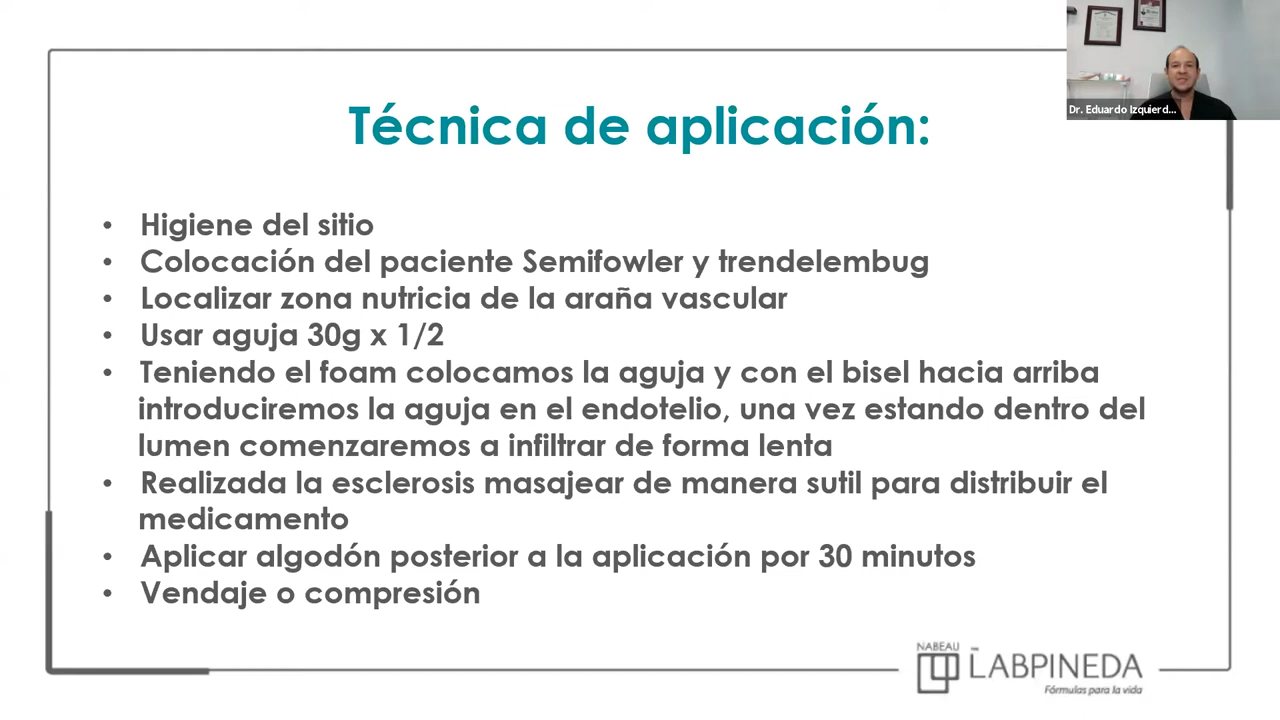 Dr. Eduardo Izquierd...
Técnica de aplicación:
• Higiene del sitio
• Colocación del paciente Semifowler y trendelembug
• Localizar zona nutricia de la araña vascular
• Usar aguja 30g x 1/2
• Teniendo el foam colocamos la aguja y con el bisel hacia arriba
introduciremos la aguja en el endotelio, una vez estando dentro del
lumen comenzaremos a infiltrar de forma lenta
• Realizada la esclerosis masajear de manera sutil para distribuir el
medicamento
• Aplicar algodón posterior a la aplicación por 30 minutos
• Vendaje o compresión
NABEAU
LABPINEDA
Fórmulas para la vida